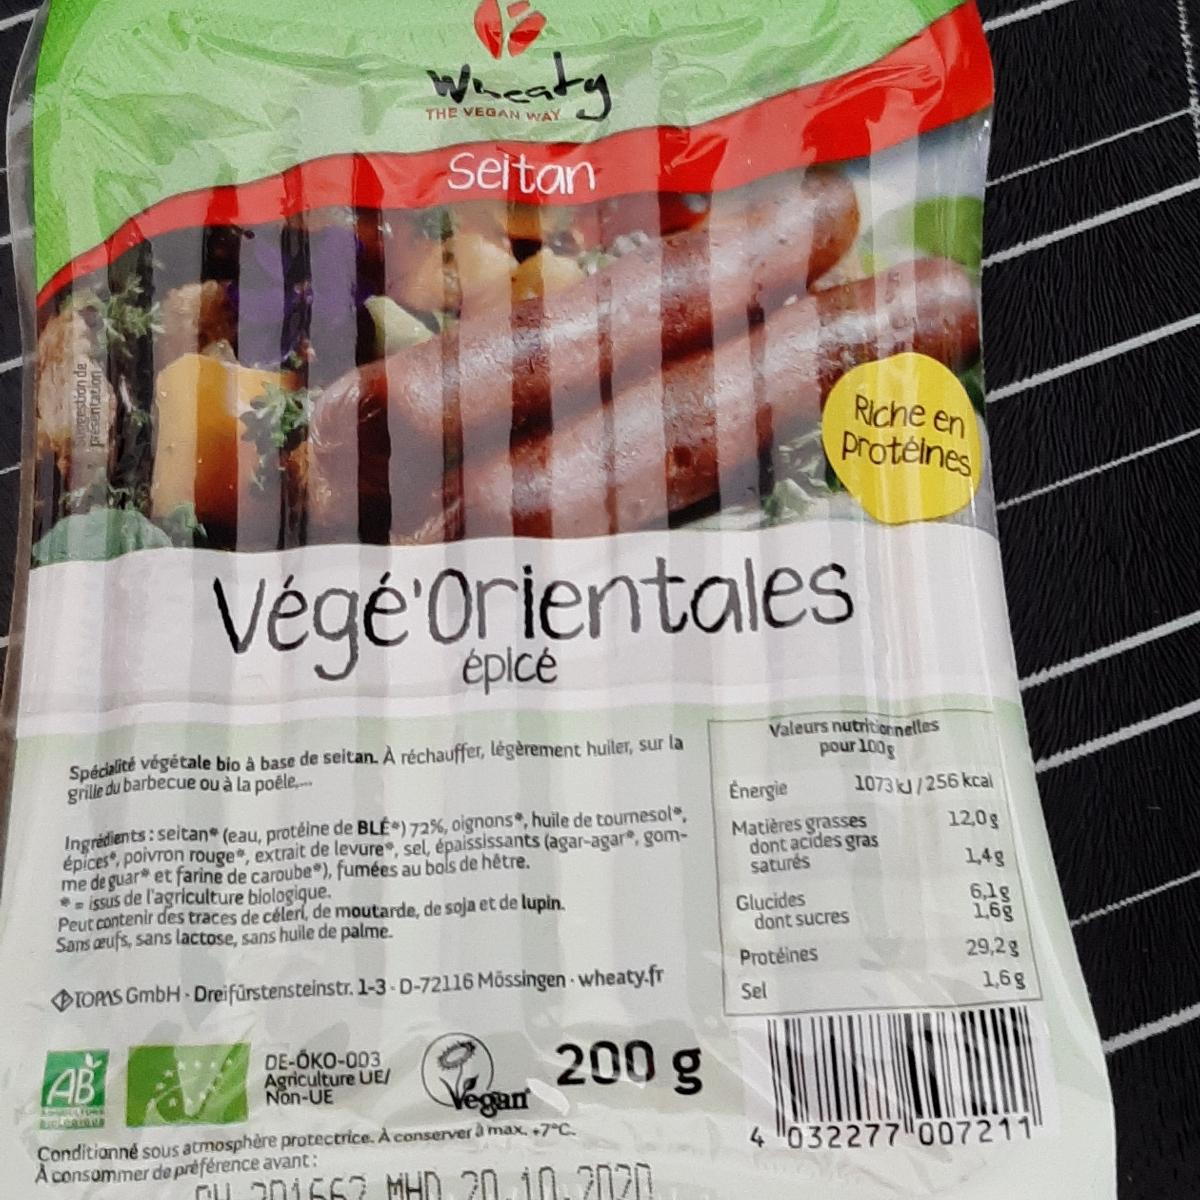 Wheaty
THE VEGAN WAY
Seitan
Suggestion de
présentation
Riche en
protéines
Végé'Orientales
épicé
Spécialité végétale bio à base de seitan. À réchauffer, légèrement huiler, sur la
grille du barbecue ou à la poêle,...
Ingrédients : seitan* (eau, protéine de BLÉ*) 72%, oignons*, huile de tournesol*,
épices*, poivron rouge*, extrait de levure*, sel, épaississants (agar-agar*, gom-
me de guar* et farine de caroube*), fumées au bois de hêtre.
* = issus de l'agriculture biologique.
Peut contenir des traces de céleri, de moutarde, de soja et de lupin.
Sans œufs, sans lactose, sans huile de palme.
TOPAS GmbH - Dreifürstensteinstr. 1-3 - D-72116 Mössingen · wheaty.fr
Valeurs nutritionnelles
pour 100g
Énergie 1073 kJ / 256 kcal
Matières grasses 12,0 g
dont acides gras
saturés 1,4 g
Glucides 6,1g
dont sucres 1,6g
Protéines 29,2 g
Sel 1,6 g
AB
AGRICULTURE
BIOLOGIQUE
DE-ÖKO-003
Agriculture UE/
Non-UE
Vegan
200 g
4 032277 007211
Conditionné sous atmosphère protectrice. À conserver à max. +7°C.
À consommer de préférence avant :
CH 201662 MHD 20.10.2020